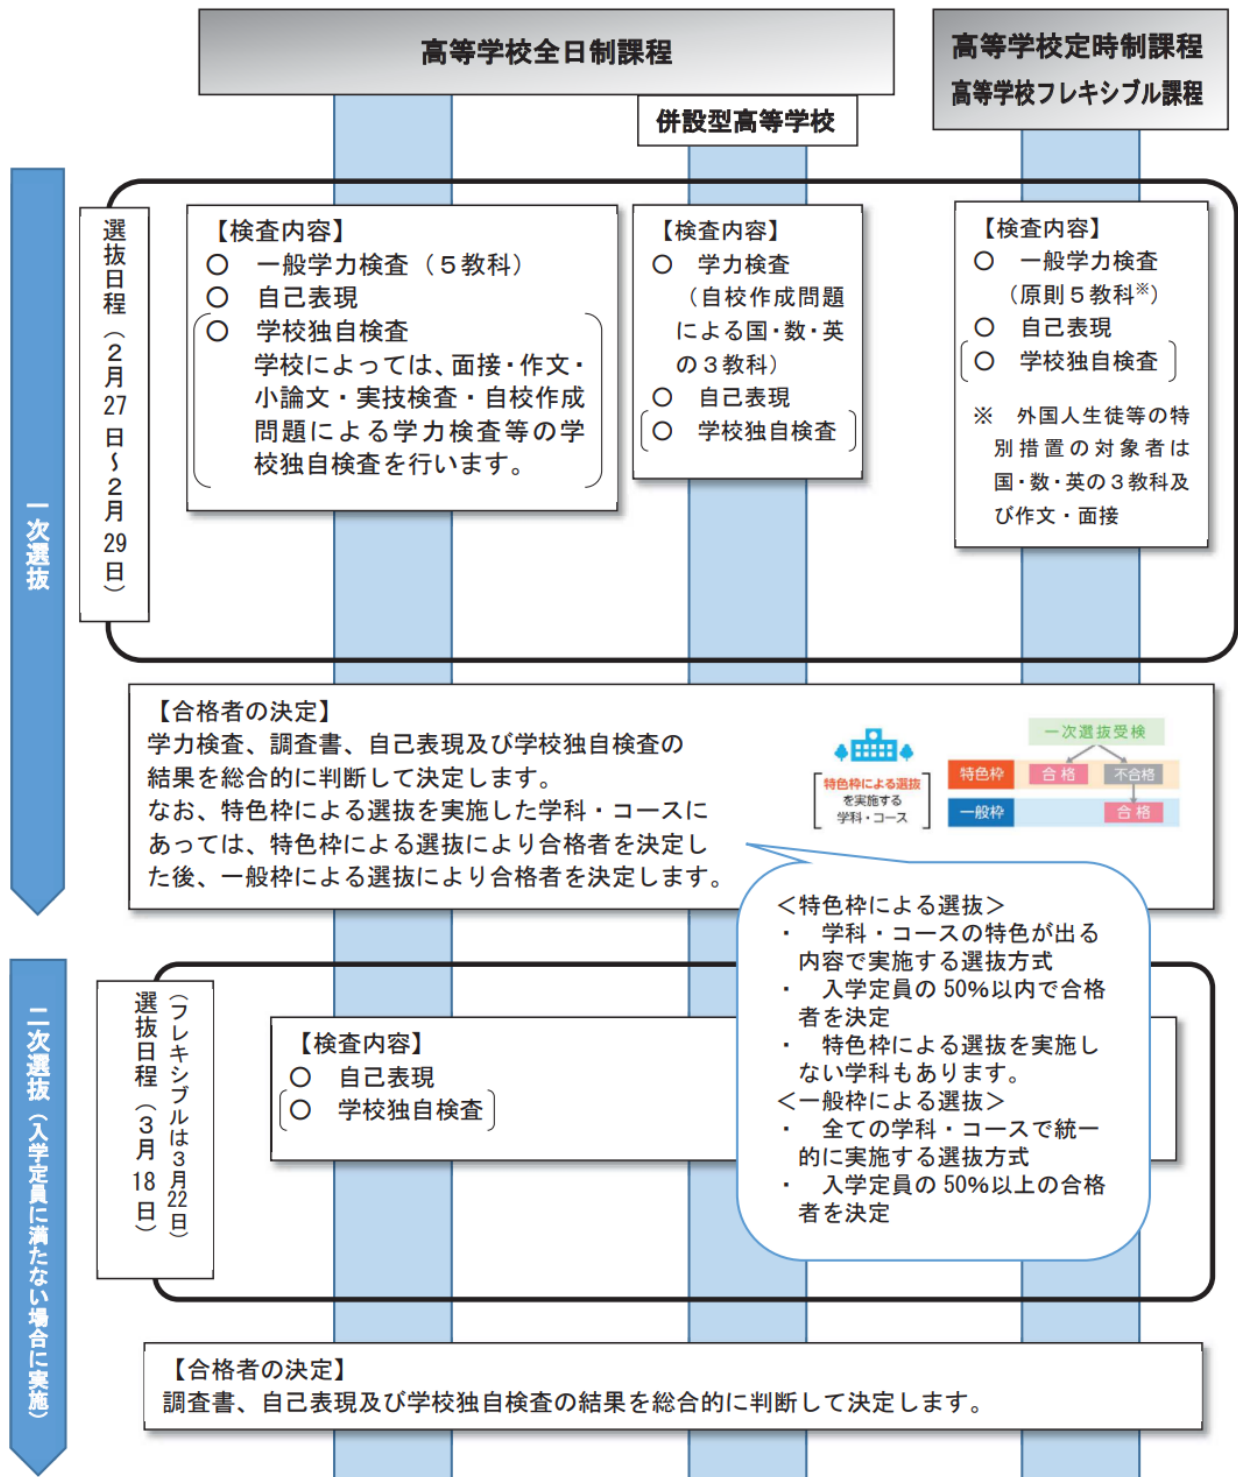 高等学校全日制課程
併設型高等学校
高等学校定時制課程
高等学校フレキシブル課程
一次選抜
選抜日程（２月27日～２月29日）
【検査内容】
○　一般学力検査（５教科）
○　自己表現
○　学校独自検査
学校によっては、面接・作文・
小論文・実技検査・自校作成
問題による学力検査等の学
校独自検査を行います。
【検査内容】
○　学力検査
（自校作成問題
による国・数・英
の３教科）
○　自己表現
○　学校独自検査
【検査内容】
○　一般学力検査
（原則５教科※）
○　自己表現
○　学校独自検査
※　外国人生徒等の特
別措置の対象者は
国・数・英の３教科及
び作文・面接
【合格者の決定】
学力検査、調査書、自己表現及び学校独自検査の
結果を総合的に判断して決定します。
なお、特色枠による選抜を実施した学科・コースに
あっては、特色枠による選抜により合格者を決定し
た後、一般枠による選抜により合格者を決定します。
特色枠による選抜
を実施する
学科・コース
一次選抜受検
特色枠
合格
不合格
一般枠
合格
＜特色枠による選抜＞
・　学科・コースの特色が出る
内容で実施する選抜方式
・　入学定員の50%以内で合格
者を決定
・　特色枠による選抜を実施し
ない学科もあります。
＜一般枠による選抜＞
・　全ての学科・コースで統一
的に実施する選抜方式
・　入学定員の50%以上の合格
者を決定
二次選抜（入学定員に満たない場合に実施）
選抜日程（３月18日）
（フレキシブルは３月22日）
【検査内容】
○　自己表現
○　学校独自検査
【合格者の決定】
調査書、自己表現及び学校独自検査の結果を総合的に判断して決定します。